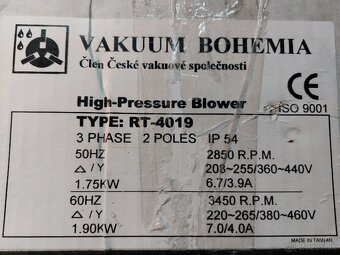 VAKUUM BOHEMIA
Člen České vakuové společnosti
CE
High-Pressure Blower
ISO 9001
TYPE: RT-4019
3 PHASE 2 POLES IP 54
50HZ 2850 R.P.M.
△/Y 208~255/360~440V
1.75KW 6.7/3.9A
60HZ 3450 R.P.M.
△/Y 220~265/380~460V
1.90KW 7.0/4.0A
MADE IN TAIWAN